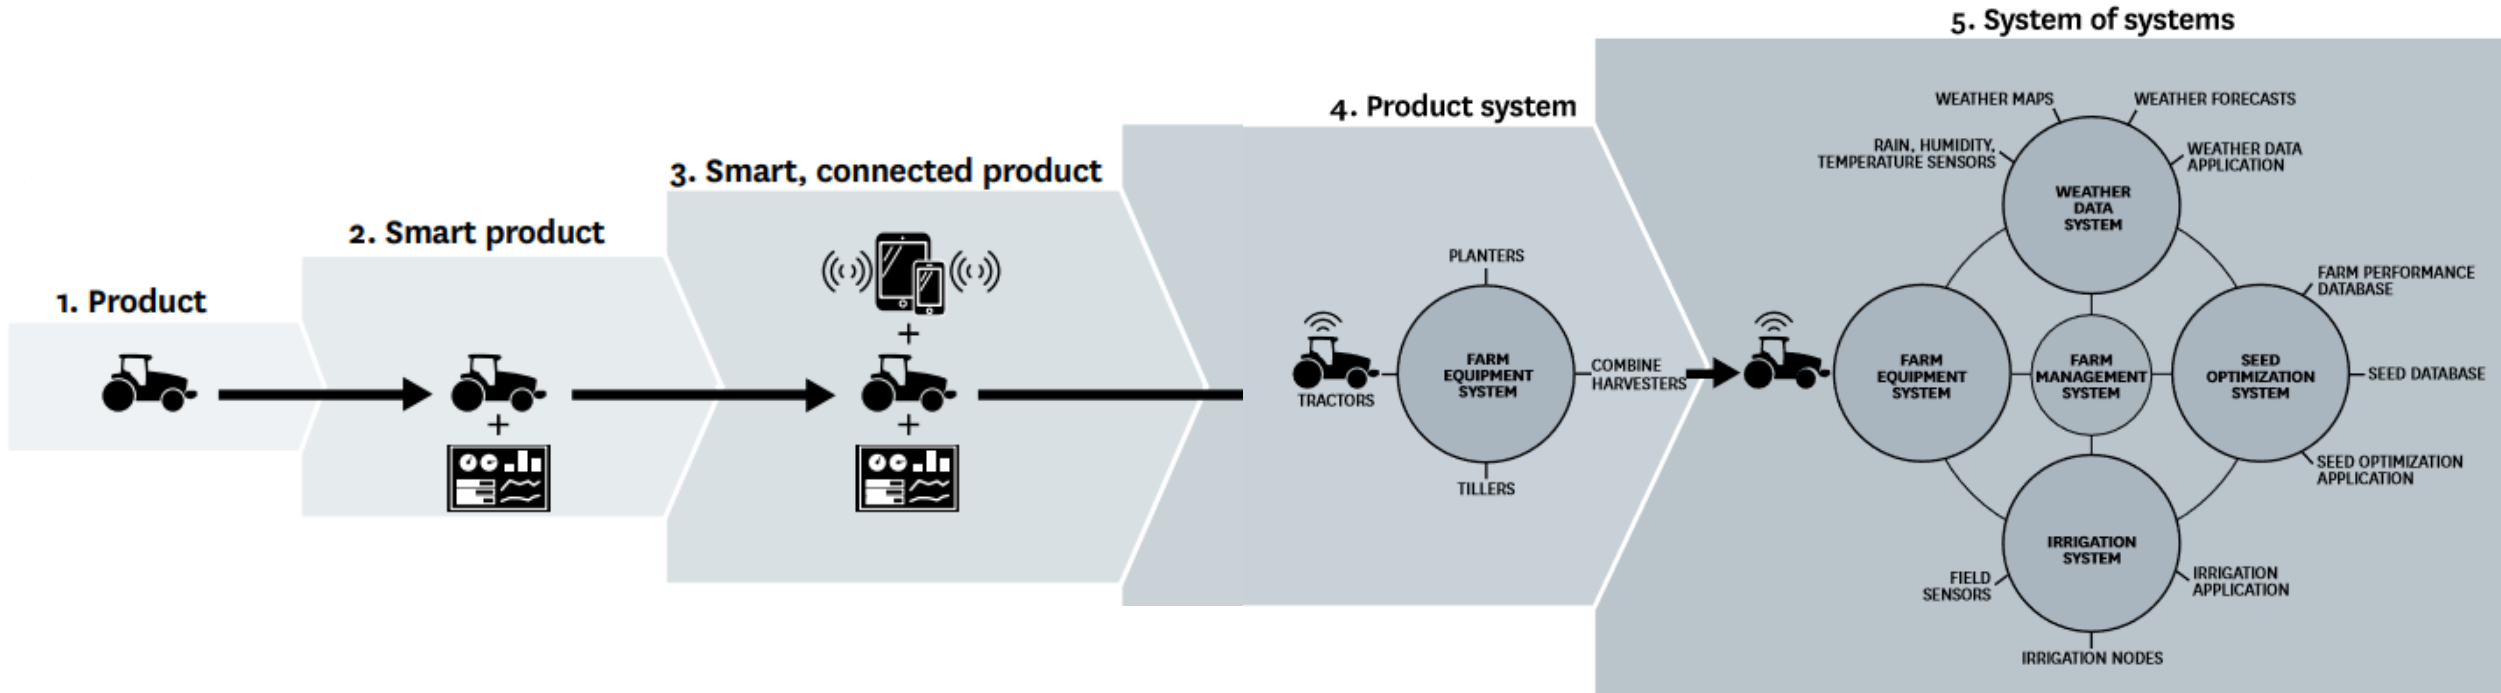 1. Product
2. Smart product
3. Smart, connected product
4. Product system
PLANTERS
TRACTORS
FARM
EQUIPMENT
SYSTEM
COMBINE
HARVESTERS
TILLERS
5. System of systems
WEATHER MAPS
WEATHER FORECASTS
RAIN, HUMIDITY,
TEMPERATURE SENSORS
WEATHER DATA
APPLICATION
WEATHER
DATA
SYSTEM
FARM PERFORMANCE
DATABASE
FARM
EQUIPMENT
SYSTEM
FARM
MANAGEMENT
SYSTEM
SEED
OPTIMIZATION
SYSTEM
SEED DATABASE
SEED OPTIMIZATION
APPLICATION
IRRIGATION
SYSTEM
FIELD
SENSORS
IRRIGATION
APPLICATION
IRRIGATION NODES